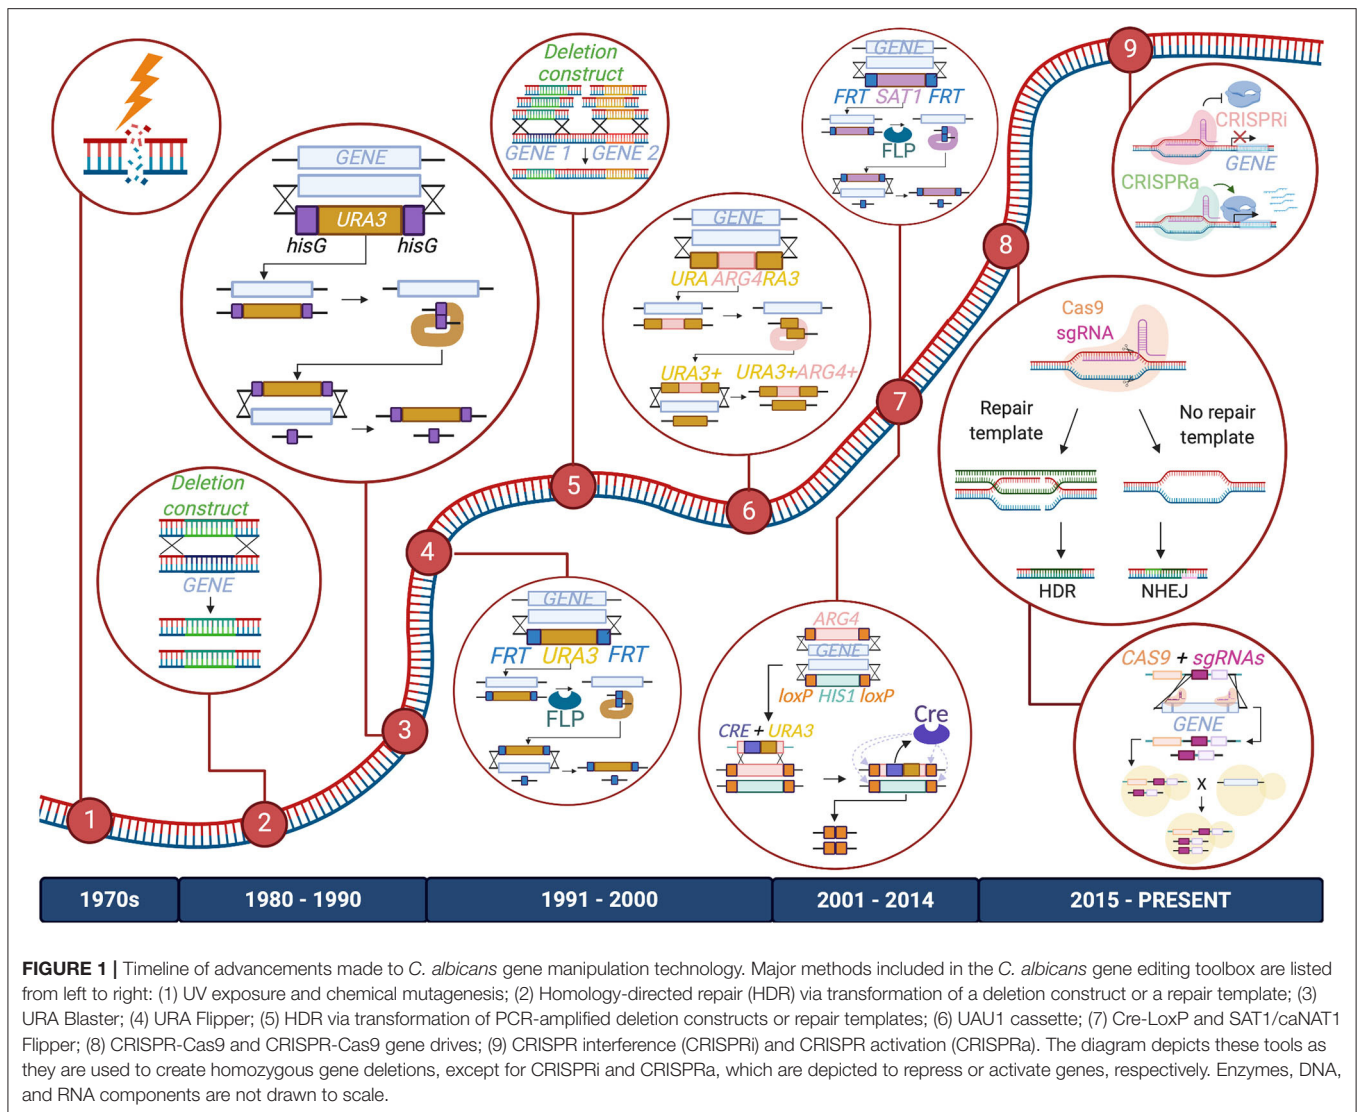 Deletion
construct
GENE 1
GENE 2
GENE
FRT SAT1 FRT
FLP
9
CRISPRi
GENE
CRISPRa
GENE
URA3
hisG
hisG
GENE
URA ARG4RA3
URA3+
URA3+ARG4+
8
Cas9
sgRNA
Repair
template
No repair
template
HDR
NHEJ
7
6
5
Deletion
construct
GENE
4
GENE
FRT URA3 FRT
FLP
3
ARG4
GENE
loxP HIS1 loxP
CRE + URA3
Cre
CAS9 + sgRNAs
GENE
X
1
2
1970s
1980 - 1990
1991 - 2000
2001 - 2014
2015 - PRESENT
FIGURE 1 | Timeline of advancements made to C. albicans gene manipulation technology. Major methods included in the C. albicans gene editing toolbox are listed
from left to right: (1) UV exposure and chemical mutagenesis; (2) Homology-directed repair (HDR) via transformation of a deletion construct or a repair template; (3)
URA Blaster; (4) URA Flipper; (5) HDR via transformation of PCR-amplified deletion constructs or repair templates; (6) UAU1 cassette; (7) Cre-LoxP and SAT1/caNAT1
Flipper; (8) CRISPR-Cas9 and CRISPR-Cas9 gene drives; (9) CRISPR interference (CRISPRi) and CRISPR activation (CRISPRa). The diagram depicts these tools as
they are used to create homozygous gene deletions, except for CRISPRi and CRISPRa, which are depicted to repress or activate genes, respectively. Enzymes, DNA,
and RNA components are not drawn to scale.